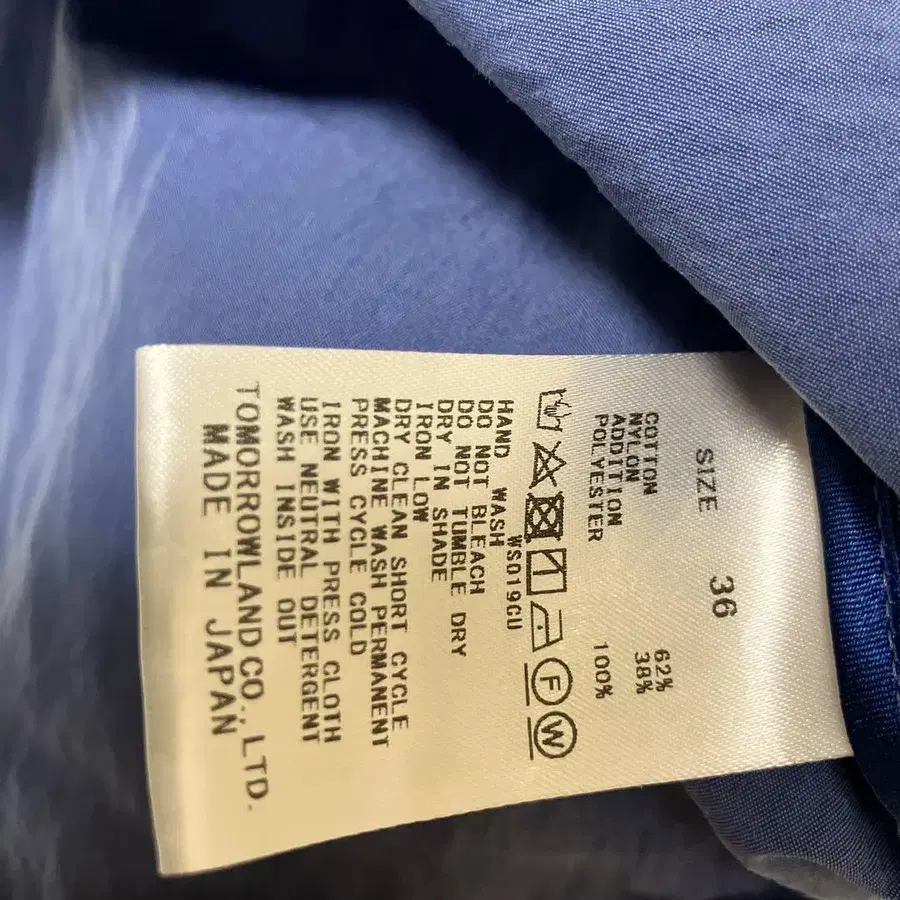 SIZE 36
COTTON 62%
NYLON 38%
ADDITION
POLYESTER 100%
F W
WS019CU
HAND WASH
DO NOT BLEACH
DO NOT TUMBLE DRY
DRY IN SHADE
IRON LOW
DRY CLEAN SHORT CYCLE
MACHINE WASH PERMANENT
PRESS CYCLE COLD
IRON WITH PRESS CLOTH
USE NEUTRAL DETERGENT
WASH INSIDE OUT
TOMORROWLAND CO., LTD.
MADE IN JAPAN